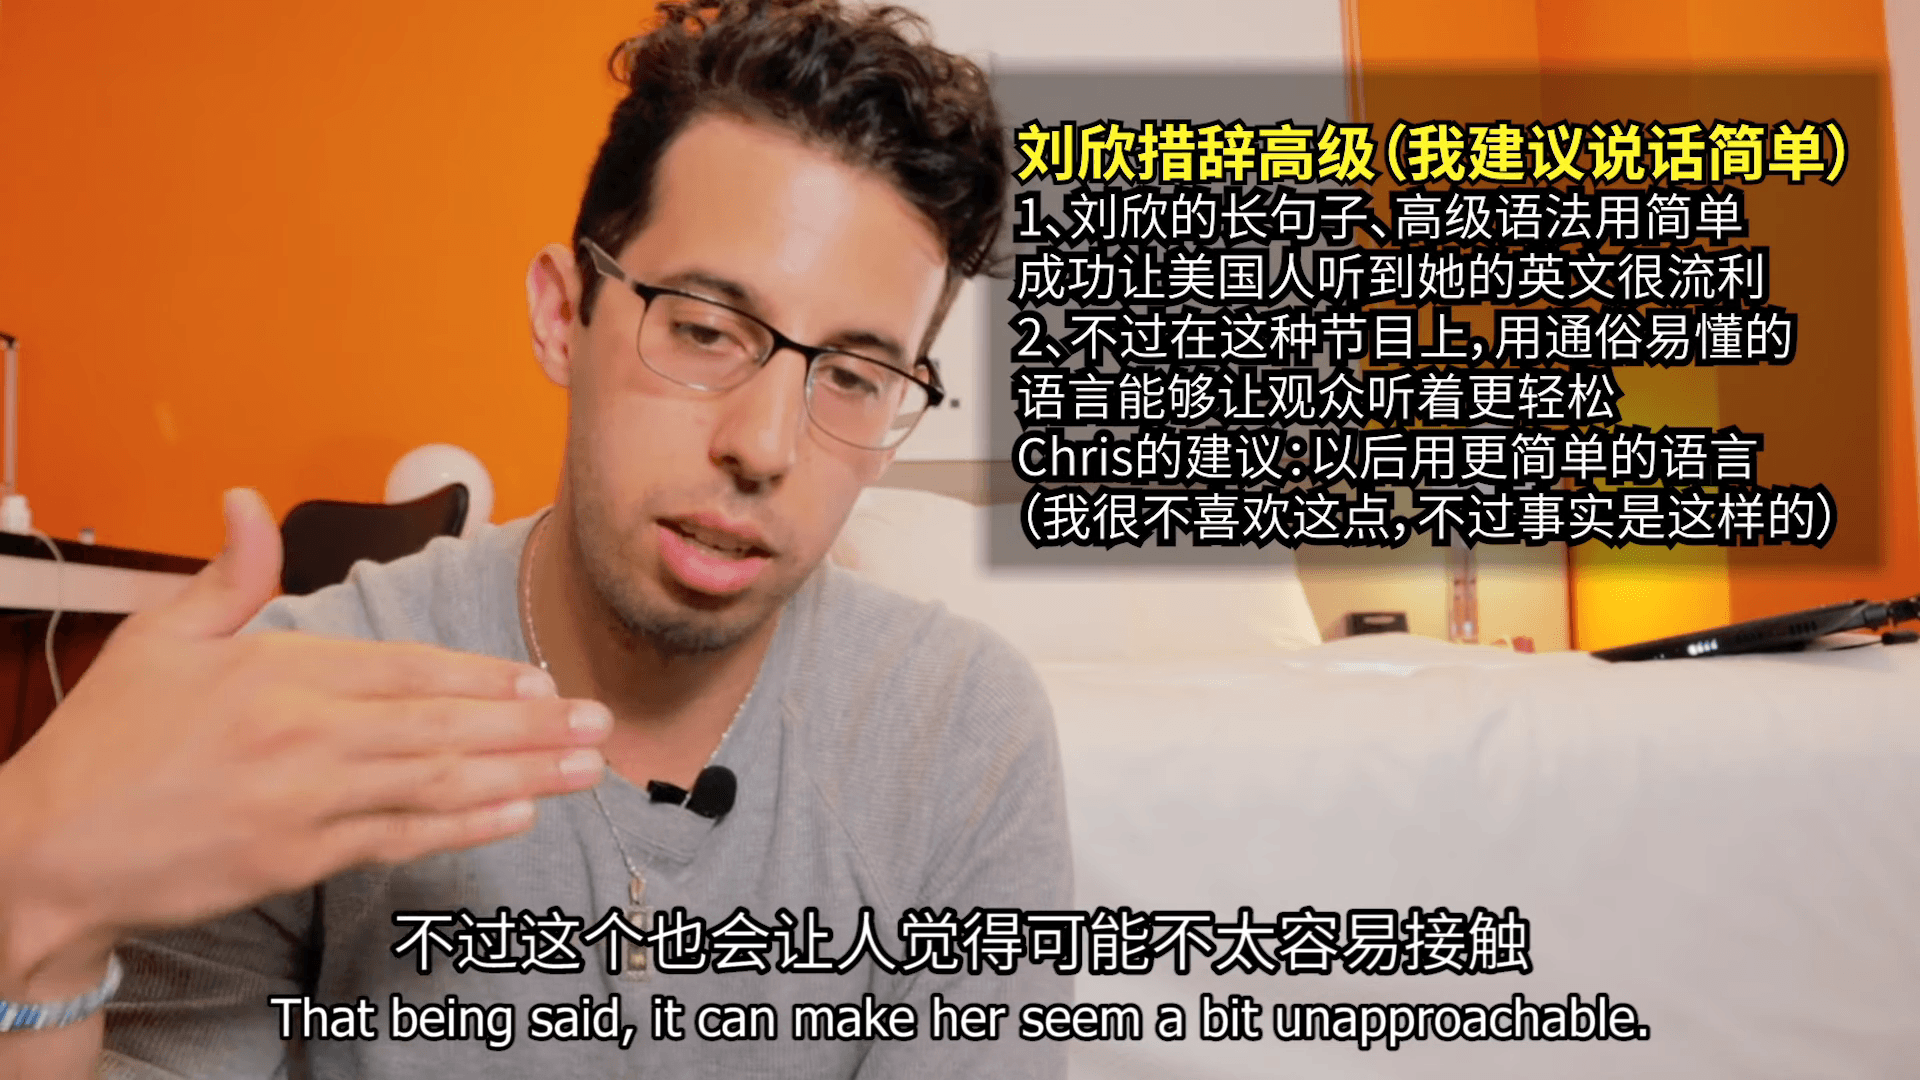 刘欣措辞高级（我建议说话简单）
1、刘欣的长句子、高级语法用简单
成功让美国人听到她的英文很流利
2、不过在这种节目上，用通俗易懂的
语言能够让观众听着更轻松
Chris的建议：以后用更简单的语言
（我很不喜欢这点，不过事实是这样的）
不过这个也会让人觉得可能不太容易接触
That being said, it can make her seem a bit unapproachable.